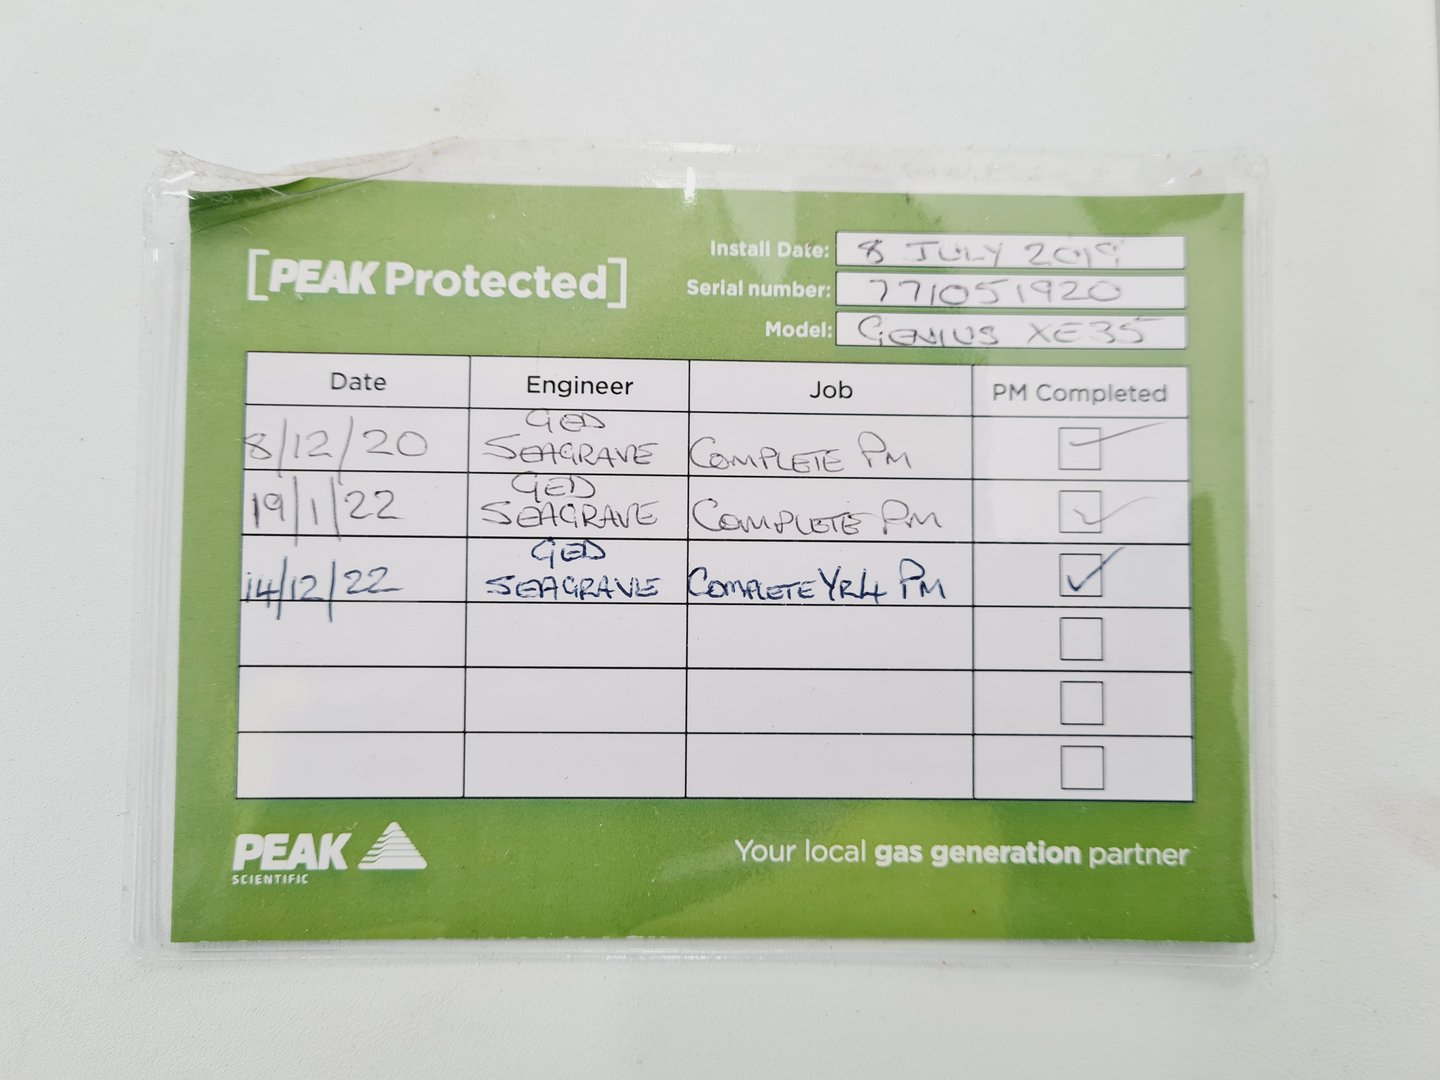 [PEAK Protected]
Install Date: 8 JULY 2019
Serial number: 771051920
Model: GENIUS XE35
Date Engineer Job PM Completed
8/12/20 GED SEAGRAVE COMPLETE PM
19/1/22 GED SEAGRAVE COMPLETE PM
14/12/22 GED SEAGRAVE COMPLETE YR4 PM
PEAK
SCIENTIFIC
Your local gas generation partner